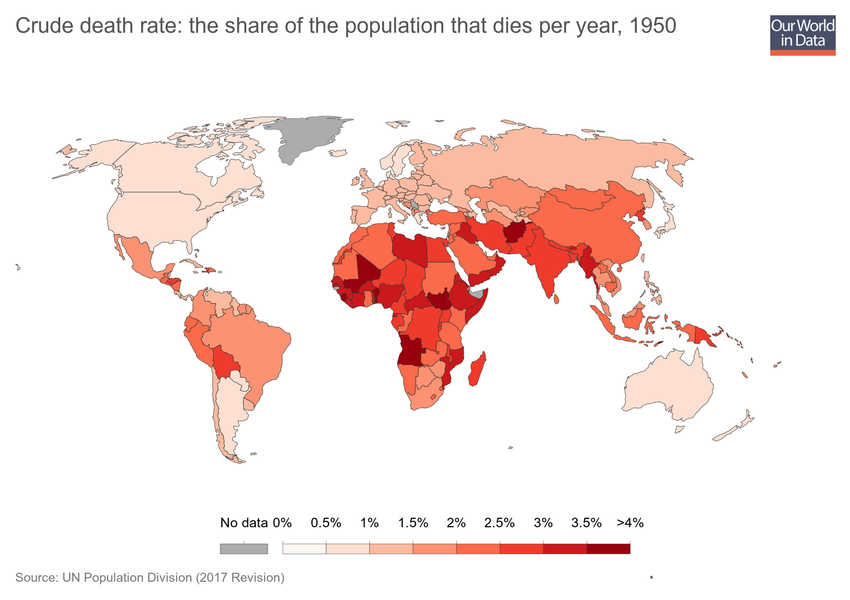 Crude death rate: the share of the population that dies per year, 1950
Our World
in Data
No data 0% 0.5% 1% 1.5% 2% 2.5% 3% 3.5% >4%
Source: UN Population Division (2017 Revision)